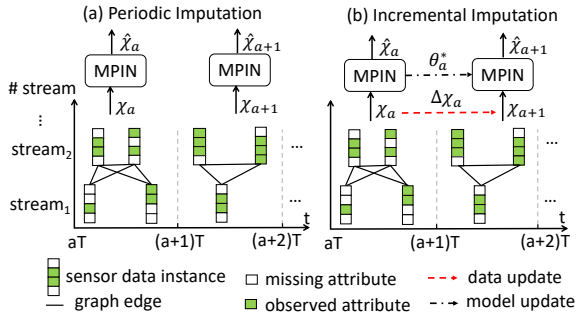 (a) Periodic Imputation
(b) Incremental Imputation
χ̂ₐ
χ̂ₐ₊₁
χ̂ₐ
χ̂ₐ₊₁
MPIN
MPIN
MPIN
θₐ*
MPIN
# stream
χₐ
χₐ₊₁
χₐ
Δχₐ
χₐ₊₁
⋮
stream₂
...
...
stream₁
...
...
t
t
aT
(a+1)T
(a+2)T
aT
(a+1)T
(a+2)T
sensor data instance
missing attribute
data update
graph edge
observed attribute
model update